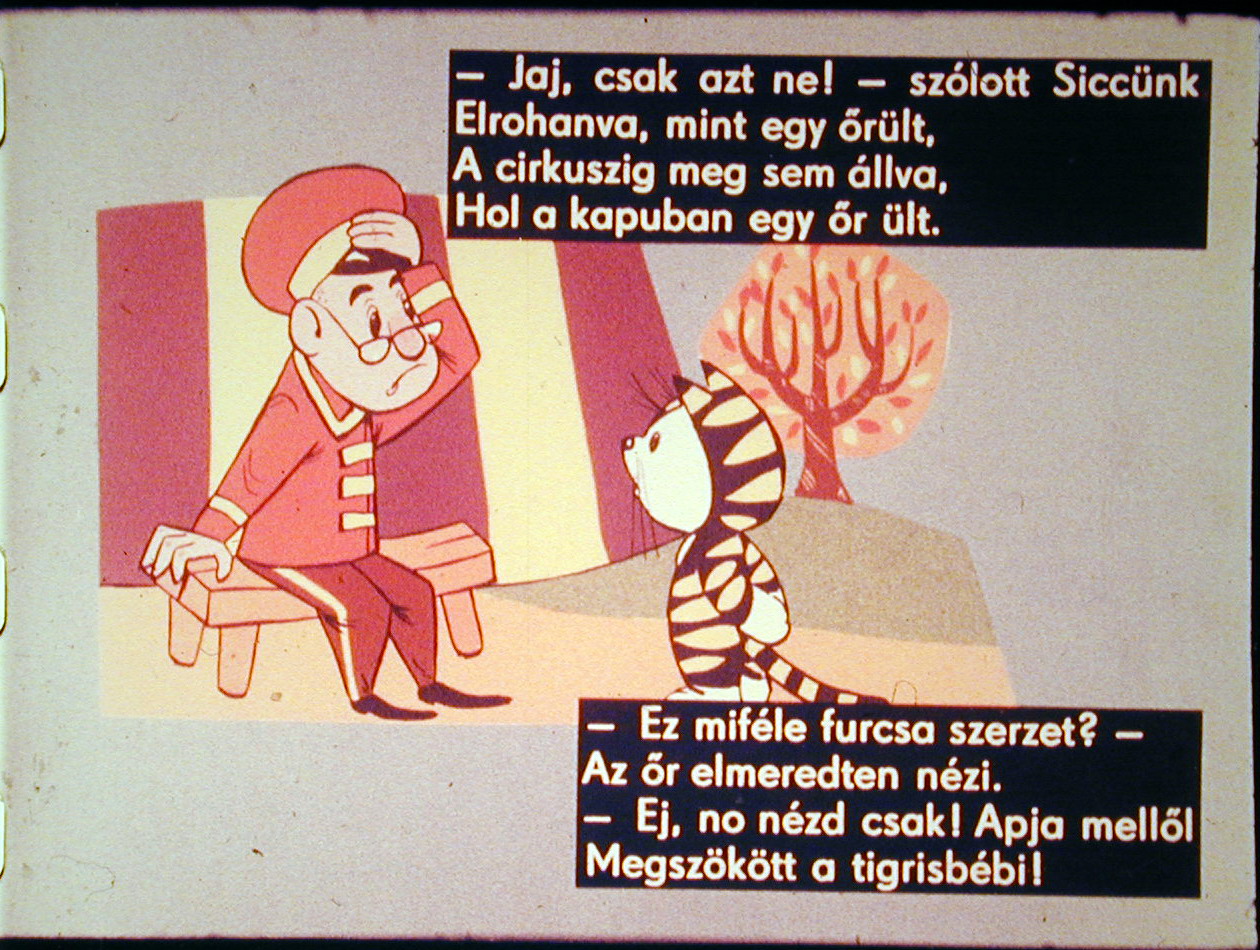 — Jaj, csak azt ne! — szólott Siccünk
Elrohanva, mint egy őrült,
A cirkuszig meg sem állva,
Hol a kapuban egy őr ült.
— Ez miféle furcsa szerzet? —
Az őr elmeredten nézi.
— Ej, no nézd csak! Apja mellől
Megszökött a tigrisbébi!